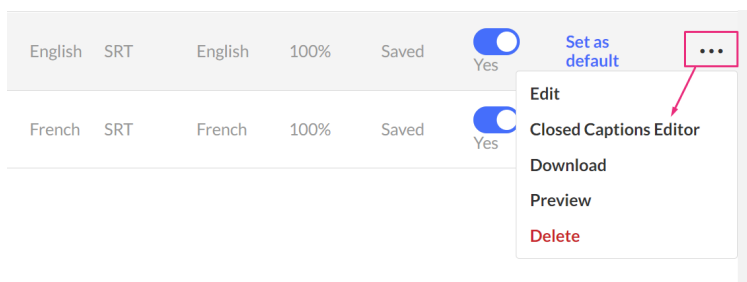 English SRT English 100% Saved Yes Set as default ...
Edit
French SRT French 100% Saved Yes
Closed Captions Editor
Download
Preview
Delete